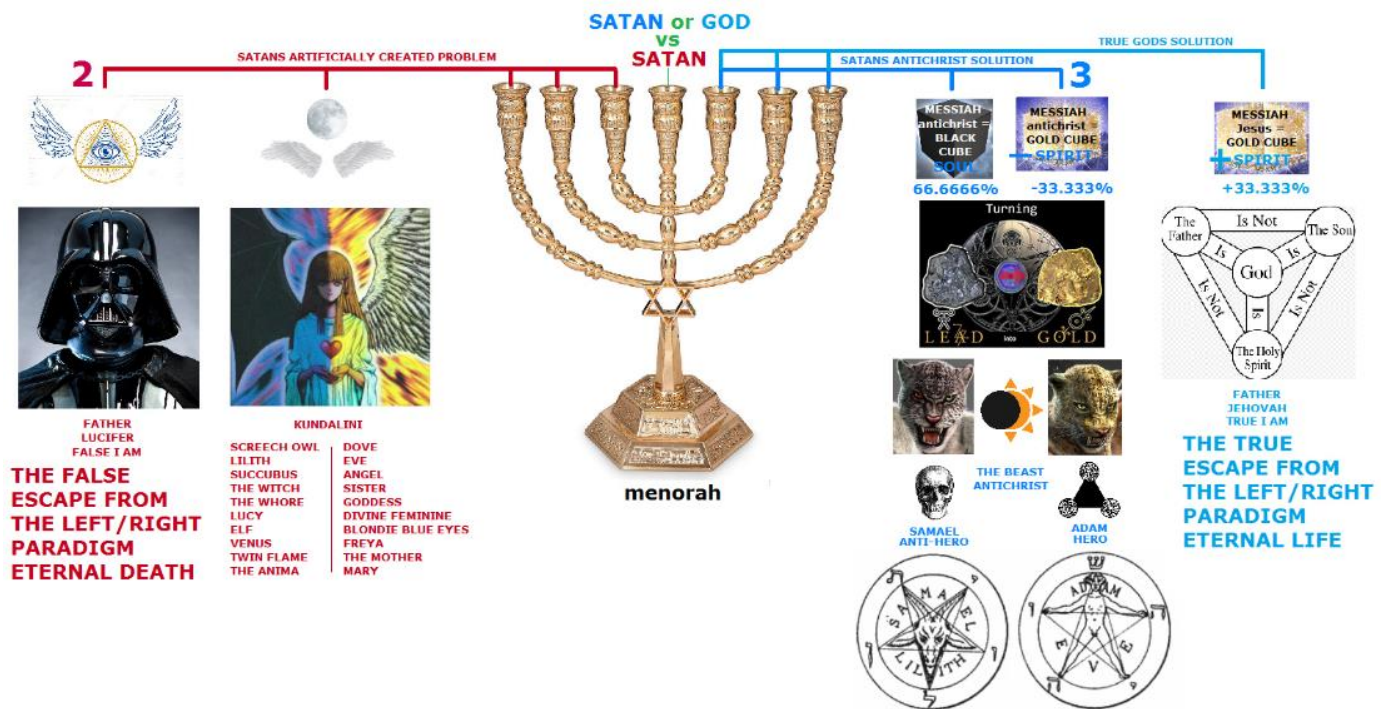 SATAN or GOD
vs
SATAN
2
SATANS ARTIFICIALLY CREATED PROBLEM
FATHER
LUCIFER
FALSE I AM
THE FALSE
ESCAPE FROM
THE LEFT/RIGHT
PARADIGM
ETERNAL DEATH
KUNDALINI
SCREECH OWL
LILITH
SUCCUBUS
THE WITCH
THE WHORE
LUCY
ELF
VENUS
TWIN FLAME
THE ANIMA
DOVE
EVE
ANGEL
SISTER
GODDESS
DIVINE FEMININE
BLONDIE BLUE EYES
FREYA
THE MOTHER
MARY
menorah
TRUE GODS SOLUTION
SATANS ANTICHRIST SOLUTION
3
MESSIAH
antichrist =
BLACK
CUBE
SOUL
66.6666%
MESSIAH
antichrist =
GOLD CUBE
- SPIRIT
-33.333%
Turning
LEAD into GOLD
THE BEAST
ANTICHRIST
SAMAEL
ANTI-HERO
ADAM
HERO
SAMAEL
LILITH
ADAM
EVE
ש
ה
ו
ה
י
MESSIAH
Jesus =
GOLD CUBE
+ SPIRIT
+33.333%
The Father
Is Not
The Son
Is
Is
God
Is Not
Is
Is Not
The Holy Spirit
FATHER
JEHOVAH
TRUE I AM
THE TRUE
ESCAPE FROM
THE LEFT/RIGHT
PARADIGM
ETERNAL LIFE